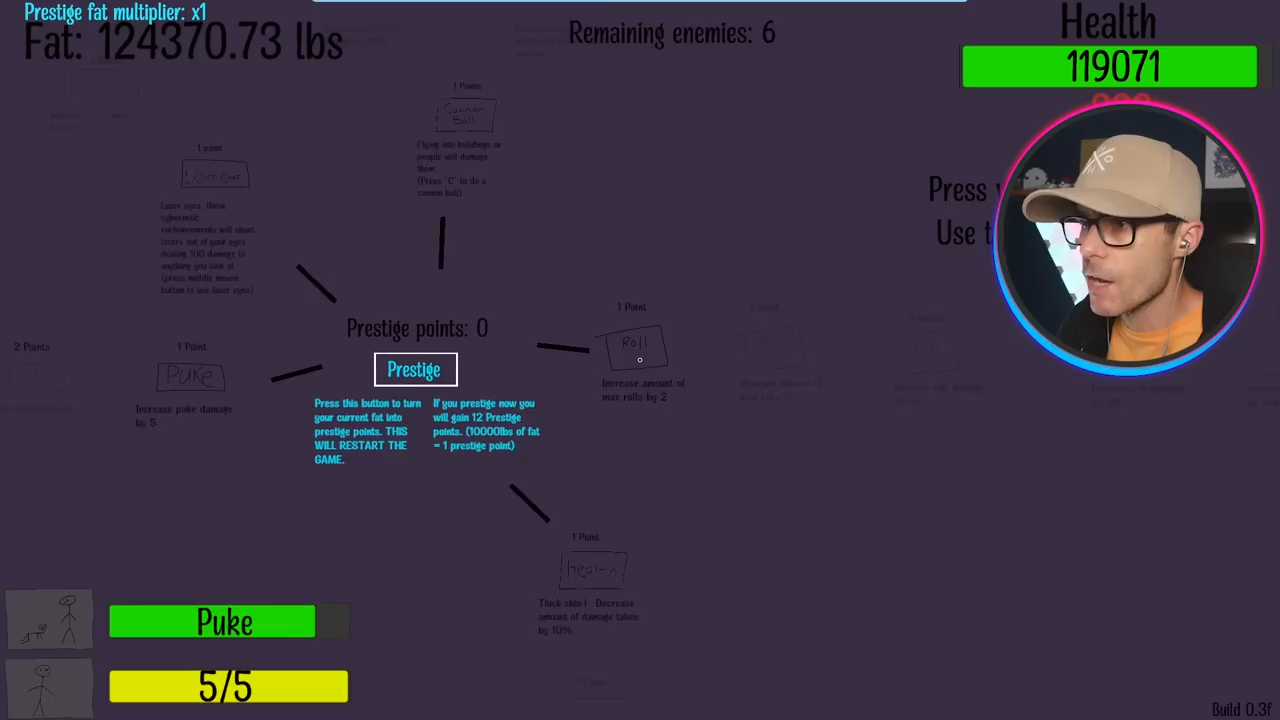 Prestige fat multiplier: x1
Fat: 124370.73 lbs
Remaining enemies: 6
Health
119071
1 Points
Cannon
Ball
Flying into buildings or
people will damage
them.
(Press "C" to do a
cannon ball)
1 point
Laser eyes
Laser eyes: these
cybernetic
enchancements will shoot
lasers out of your eyes
dealing 100 damage to
anything you look at
(press middle mouse
button to use laser eyes)
Press
Use t
Prestige points: 0
Prestige
Press this button to turn
your current fat into
prestige points. THIS
WILL RESTART THE
GAME.
If you prestige now you
will gain 12 Prestige
points. (10000lbs of fat
= 1 prestige point)
1 Point
Roll
Increase amount of
max rolls by 2
2 Points
1 Point
PUKe
Increase puke damage
by 5
1 Point
Health
Thick skin I : Decrease
amount of damage taken
by 10%
Puke
5/5
Build 0.3f